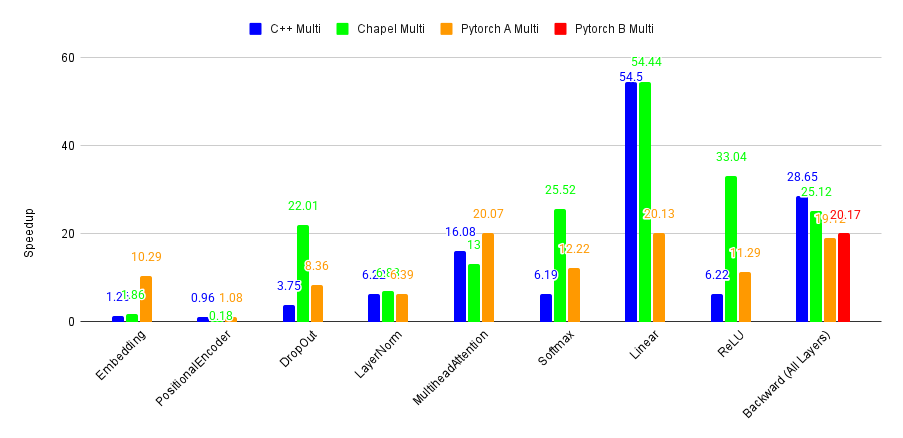 C++ Multi Chapel Multi Pytorch A Multi Pytorch B Multi
Speedup
60
40
20
0
10.29
0.96
0.18
1.08
3.75
22.01
8.36
16.08
20.07
6.19
25.52
12.22
54.5
54.44
20.13
6.22
33.04
11.29
28.65
25.12
20.17
Embedding
PositionalEncoder
DropOut
LayerNorm
MultiheadAttention
Softmax
Linear
ReLU
Backward (All Layers)